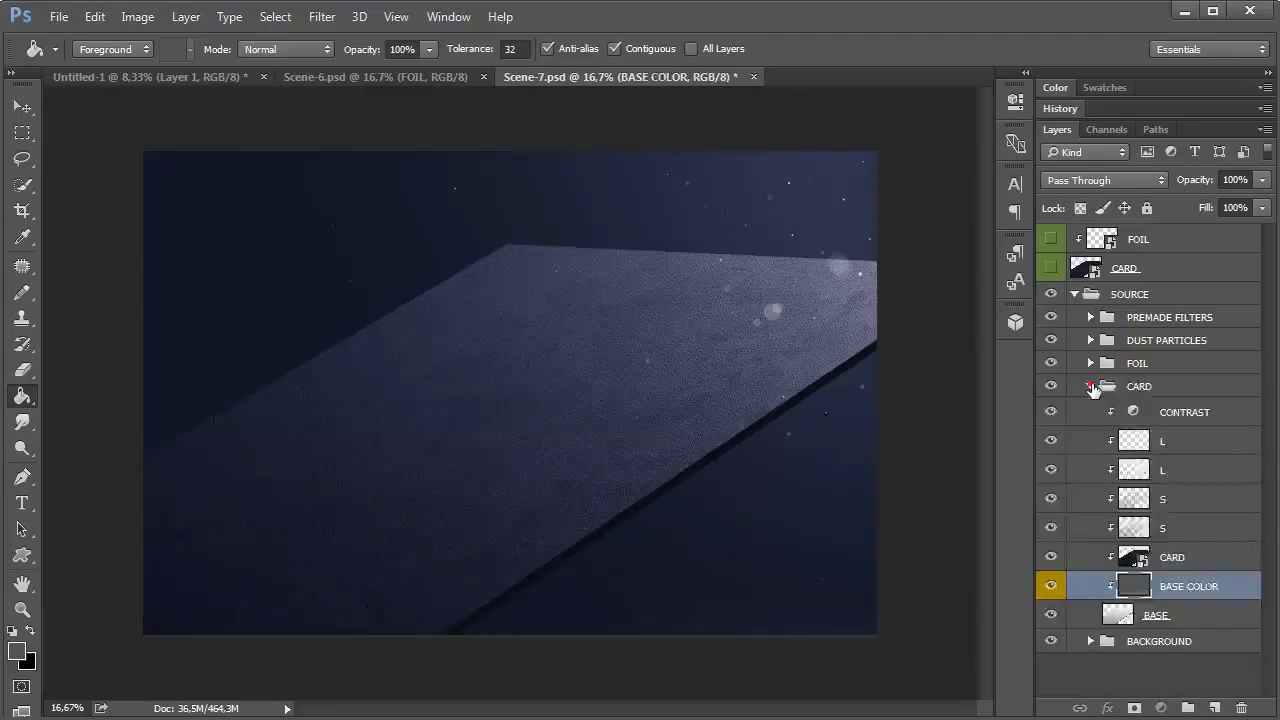 Ps File Edit Image Layer Type Select Filter 3D View Window Help
Foreground Mode: Normal Opacity: 100% Tolerance: 32 Anti-alias Contiguous All Layers Essentials
Untitled-1 @ 8,33% (Layer 1, RGB/8) * Scene-6.psd @ 16,7% (FOIL, RGB/8) Scene-7.psd @ 16,7% (BASE COLOR, RGB/8) *
Color Swatches
History
Layers Channels Paths
Kind
Pass Through Opacity: 100%
Lock: Fill: 100%
FOIL
CARD
SOURCE
PREMADE FILTERS
DUST PARTICLES
FOIL
CARD
CONTRAST
L
L
S
S
CARD
BASE COLOR
BASE
BACKGROUND
16,67% Doc: 36,5M/464,3M